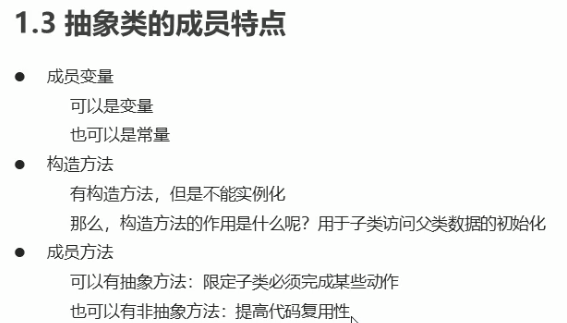 1.3 抽象类的成员特点
● 成员变量
可以是变量
也可以是常量
● 构造方法
有构造方法，但是不能实例化
那么，构造方法的作用是什么呢？用于子类访问父类数据的初始化
● 成员方法
可以有抽象方法：限定子类必须完成某些动作
也可以有非抽象方法：提高代码复用性